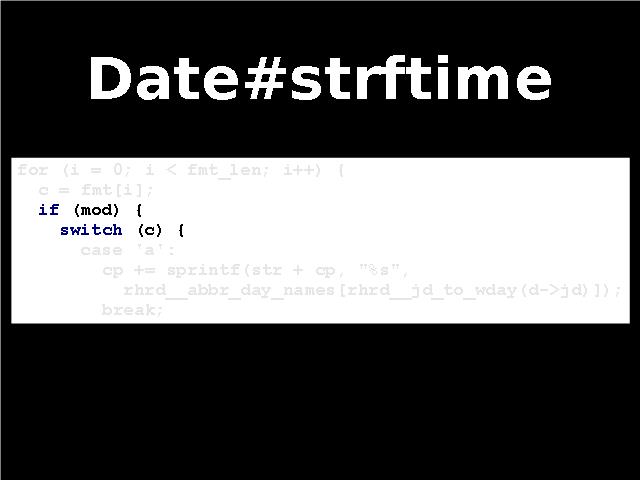 Date#strftime
for (i = 0; i < fmt_len; i++) {
  c = fmt[i];
  if (mod) {
    switch (c) {
      case 'a':
        cp += sprintf(str + cp, "%s",
          rhrd__abbr_day_names[rhrd__jd_to_wday(d->jd)]);
        break;